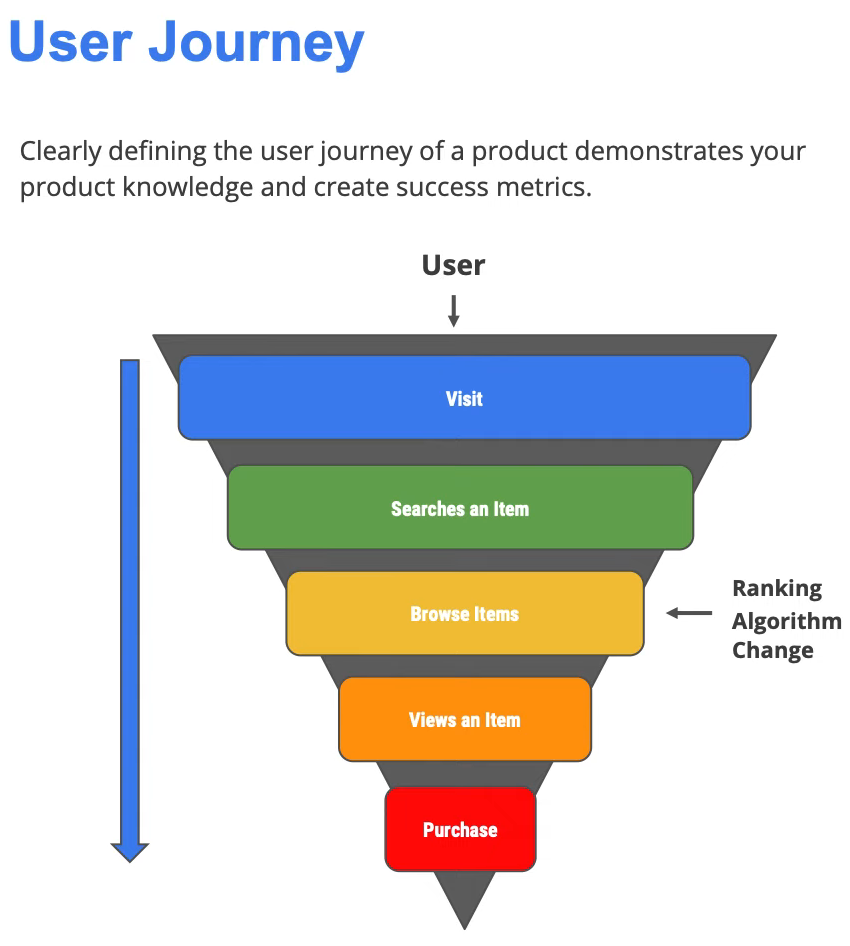 User Journey
Clearly defining the user journey of a product demonstrates your
product knowledge and create success metrics.
User
Visit
Searches an Item
Browse Items
Ranking
Algorithm
Change
Views an Item
Purchase